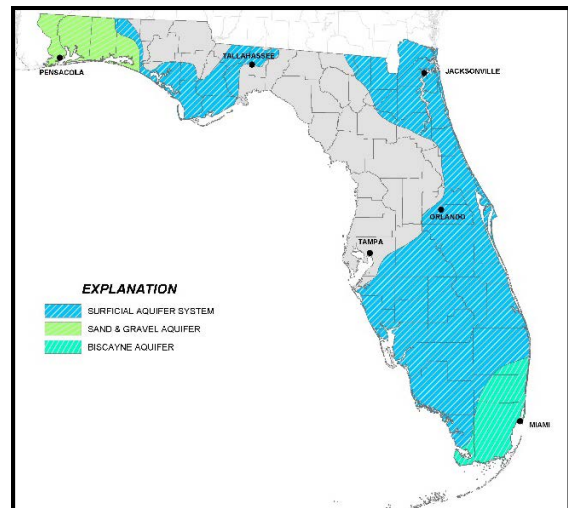 TALLAHASSEE
PENSACOLA
JACKSONVILLE
ORLANDO
TAMPA
EXPLANATION
SURFICIAL AQUIFER SYSTEM
SAND & GRAVEL AQUIFER
BISCAYNE AQUIFER
MIAMI